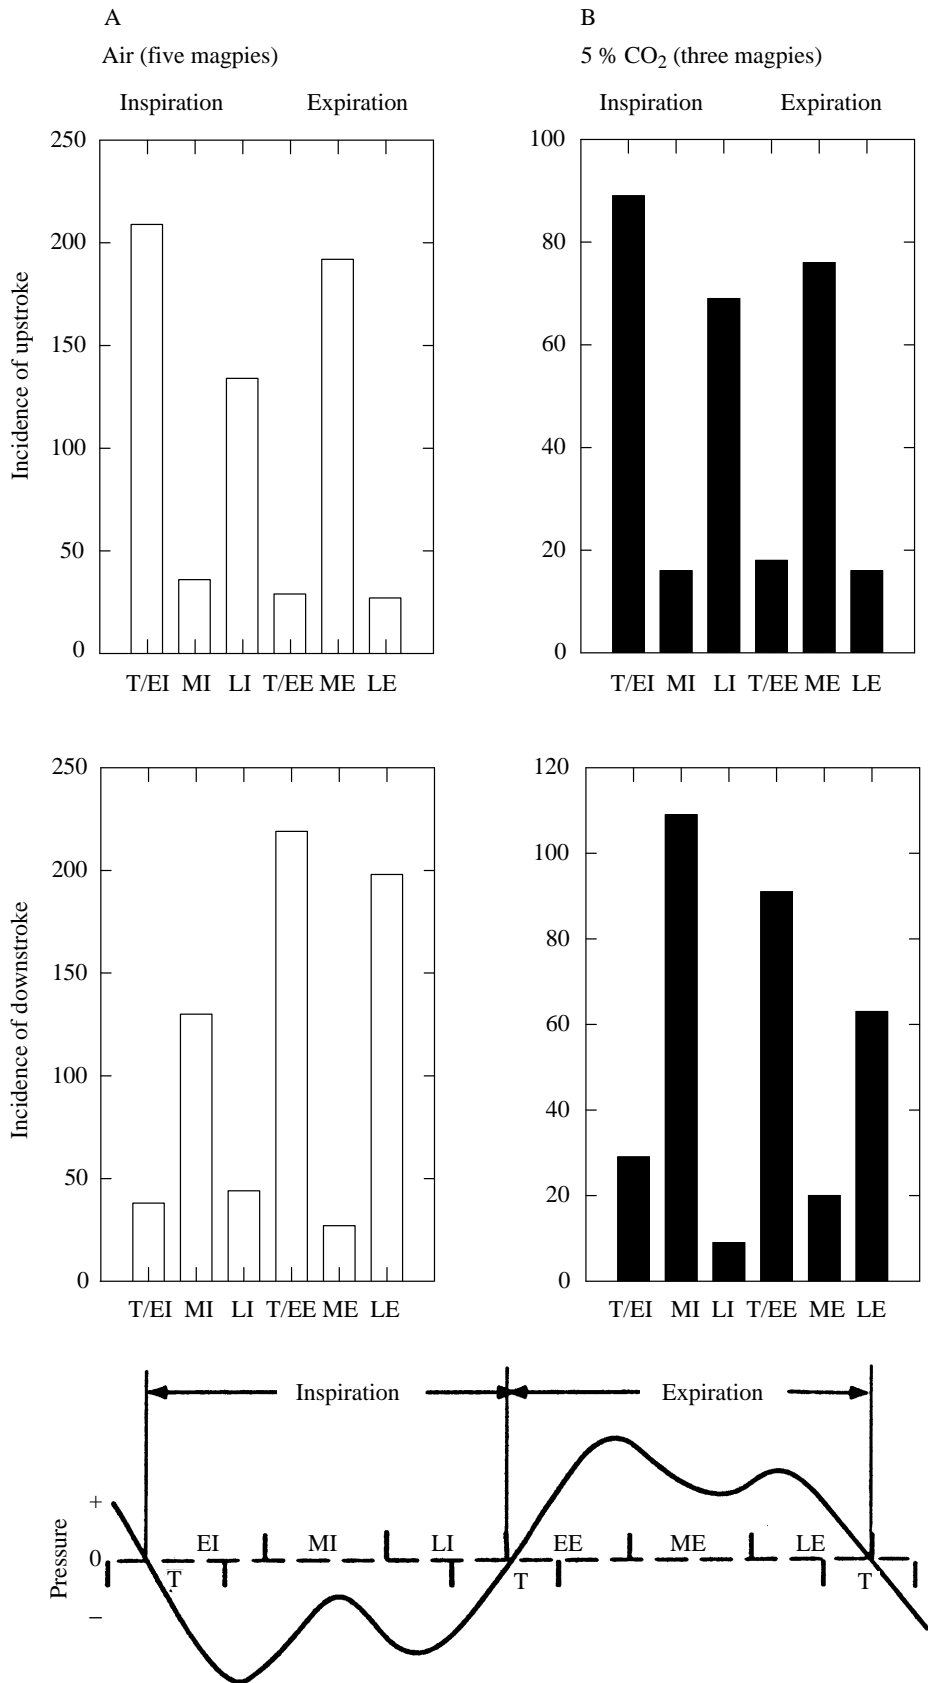 A
B
Air (five magpies)
5 % CO₂ (three magpies)
Inspiration
Expiration
Inspiration
Expiration
Incidence of upstroke
250
200
150
100
50
0
T/EI MI LI T/EE ME LE
100
80
60
40
20
0
T/EI MI LI T/EE ME LE
Incidence of downstroke
250
200
150
100
50
0
T/EI MI LI T/EE ME LE
120
100
80
60
40
20
0
T/EI MI LI T/EE ME LE
Inspiration
Expiration
Pressure
+
0
−
EI MI LI EE ME LE
T T T